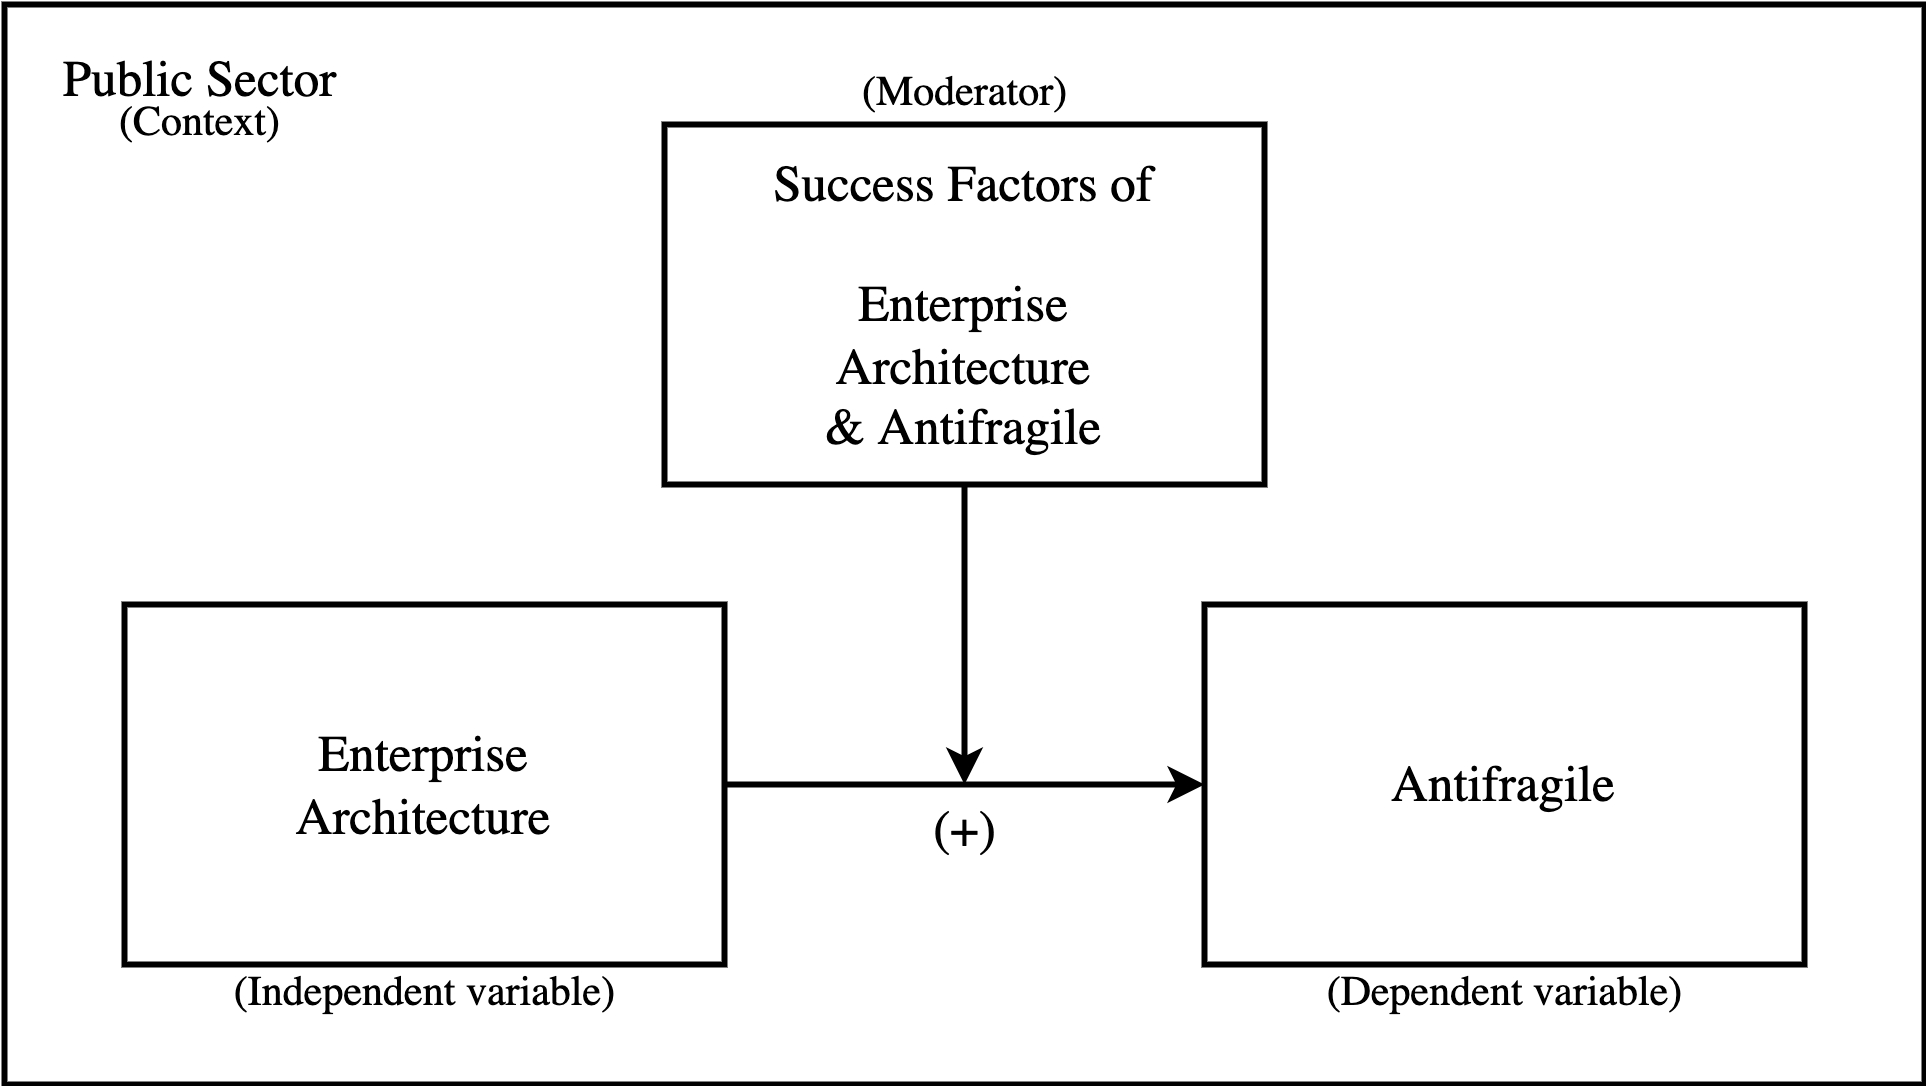 Public Sector
(Context)
(Moderator)
Success Factors of
Enterprise
Architecture
& Antifragile
Enterprise
Architecture
(+)
Antifragile
(Independent variable)
(Dependent variable)